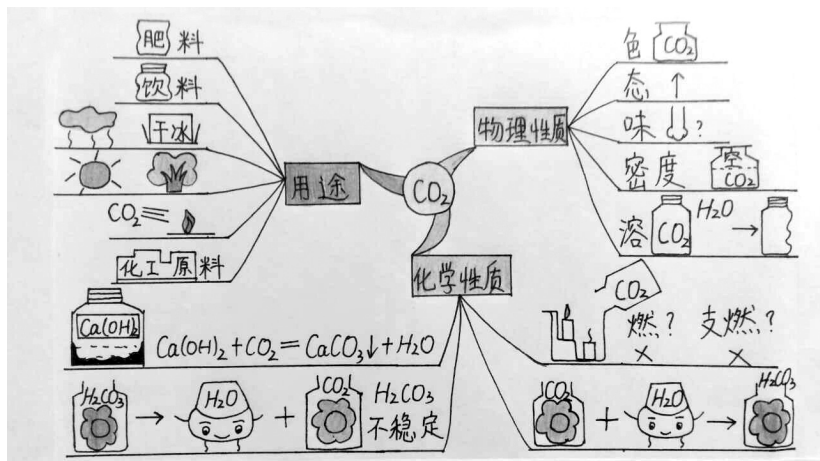 肥料
饮料
干冰
CO₂
化工原料
用途
CO₂
物理性质
色 CO₂
态 ↑
味 ?
密度 空 CO₂
溶 CO₂ H₂O →
化学性质
Ca(OH)₂
Ca(OH)₂+CO₂=CaCO₃↓+H₂O
H₂CO₃ → H₂O + CO₂ H₂CO₃
不稳定
CO₂ 燃? 支燃?
× ×
CO₂ + H₂O → H₂CO₃